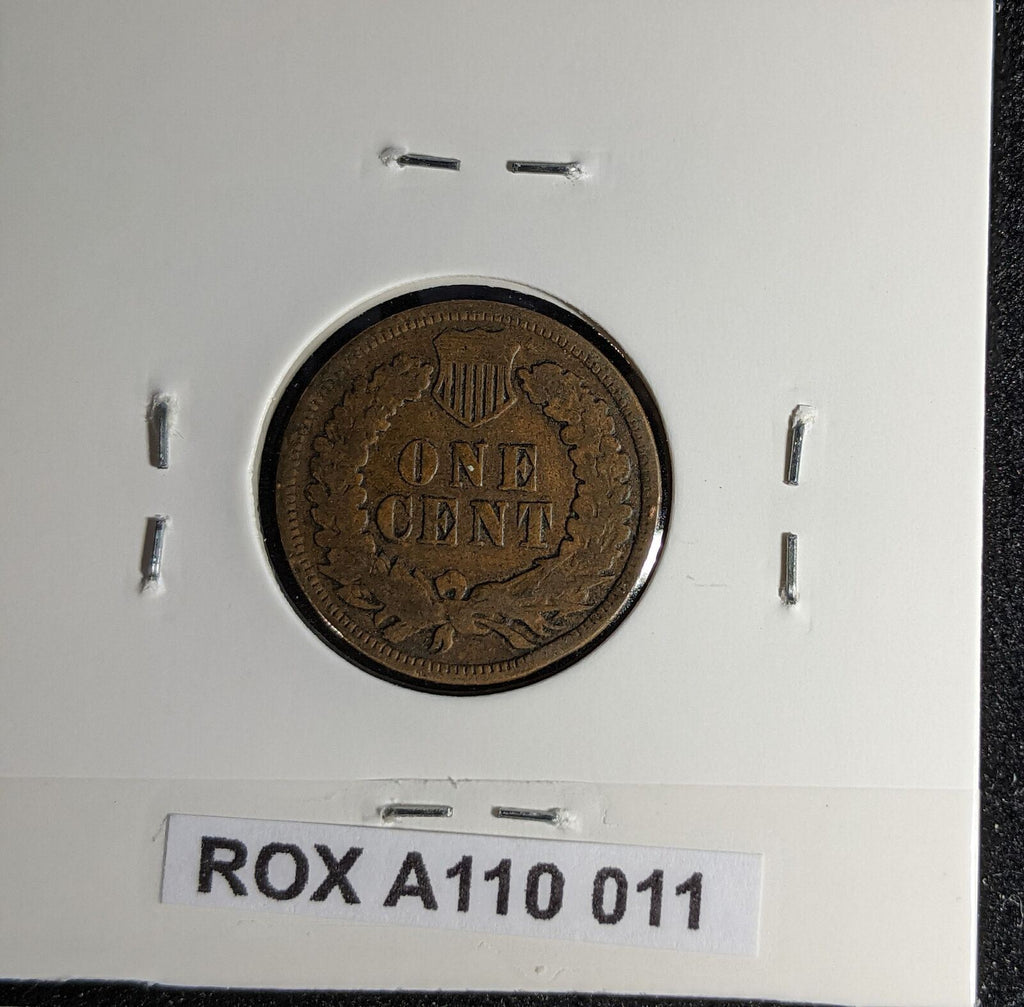 ONE
CENT
ROX A110 011